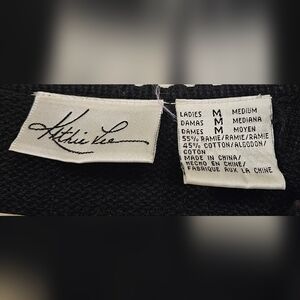 Kathie Lee
LADIES M MEDIUM
DAMAS M MEDIANA
DAMES M MOYEN
55% RAMIE/RAMIE/RAMIE
45% COTTON/ALGODON/
COTON
MADE IN CHINA/
HECHO EN CHINA/
FABRIQUE AUX LA CHINE